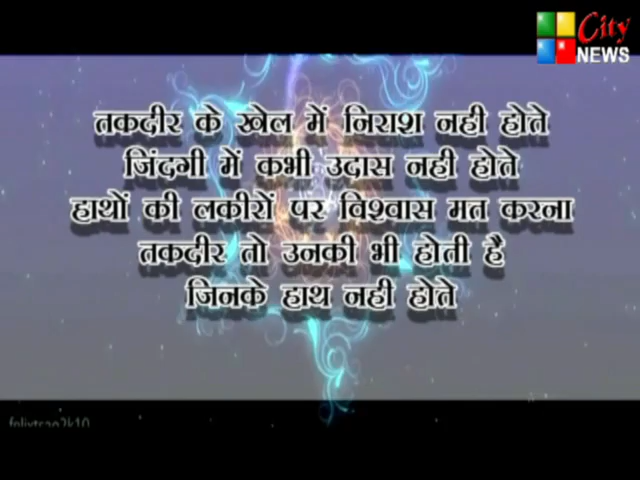 City
NEWS
तकदीर के खेल में निराश नही होते
जिंदगी में कभी उदास नही होते
हाथों की लकीरों पर विश्वास मत करना
तकदीर तो उनकी भी होती है
जिनके हाथ नही होते